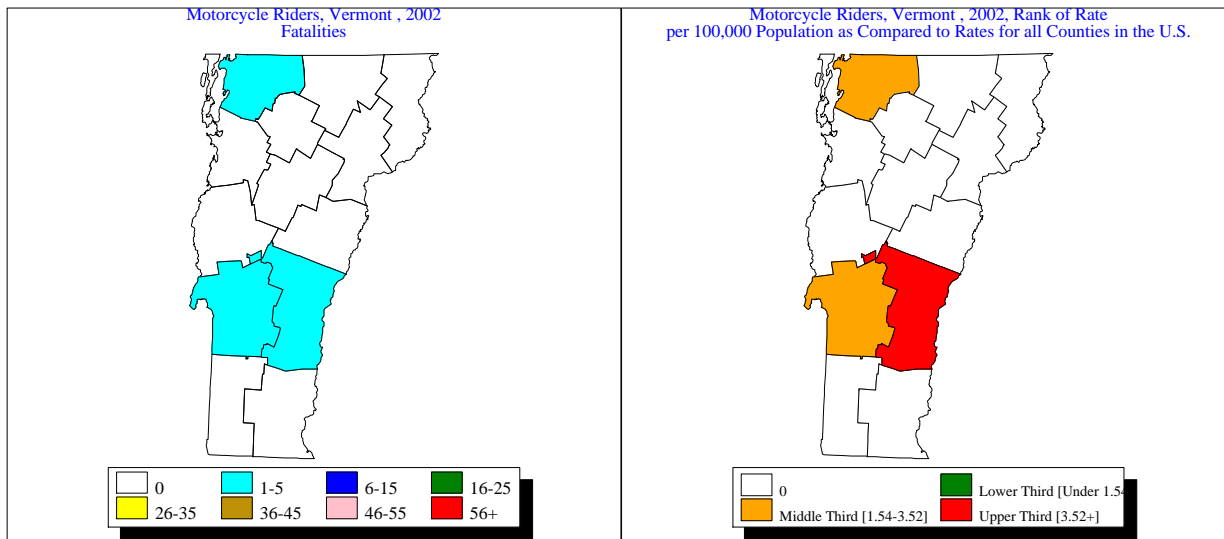 Motorcycle Riders, Vermont , 2002
Fatalities
0
1-5
6-15
16-25
26-35
36-45
46-55
56+
Motorcycle Riders, Vermont , 2002, Rank of Rate
per 100,000 Population as Compared to Rates for all Counties in the U.S.
0
Lower Third [Under 1.54
Middle Third [1.54-3.52]
Upper Third [3.52+]